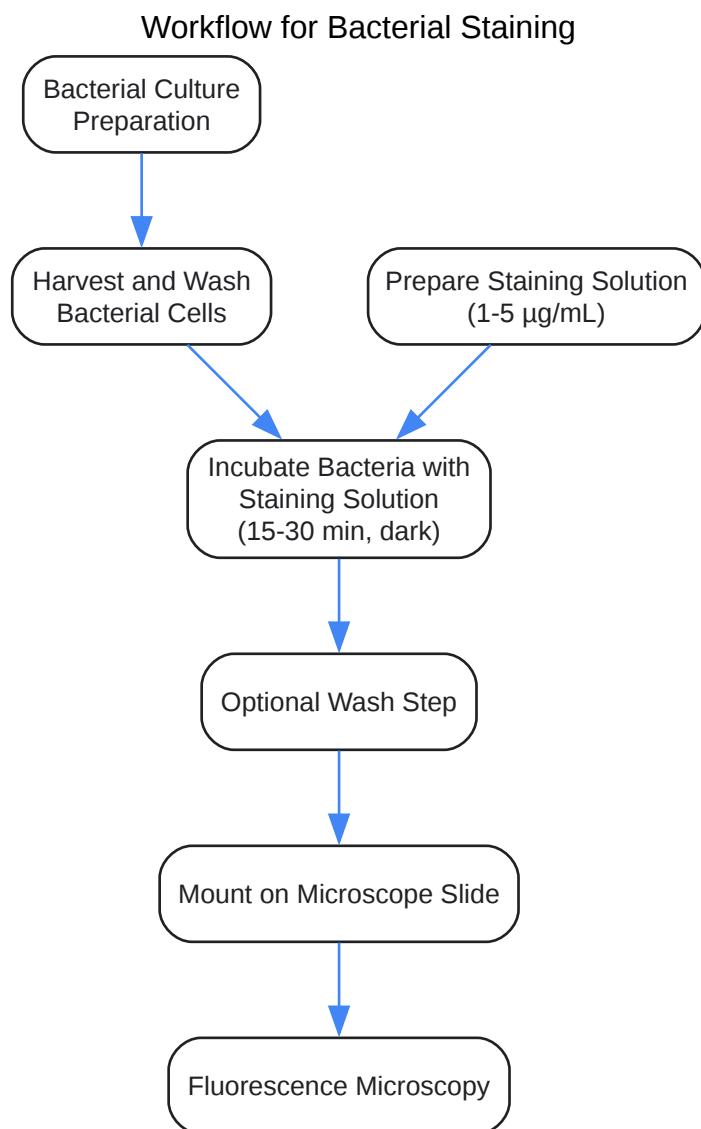 Workflow for Bacterial Staining
Bacterial Culture
Preparation
Harvest and Wash
Bacterial Cells
Prepare Staining Solution
(1-5 µg/mL)
Incubate Bacteria with
Staining Solution
(15-30 min, dark)
Optional Wash Step
Mount on Microscope Slide
Fluorescence Microscopy